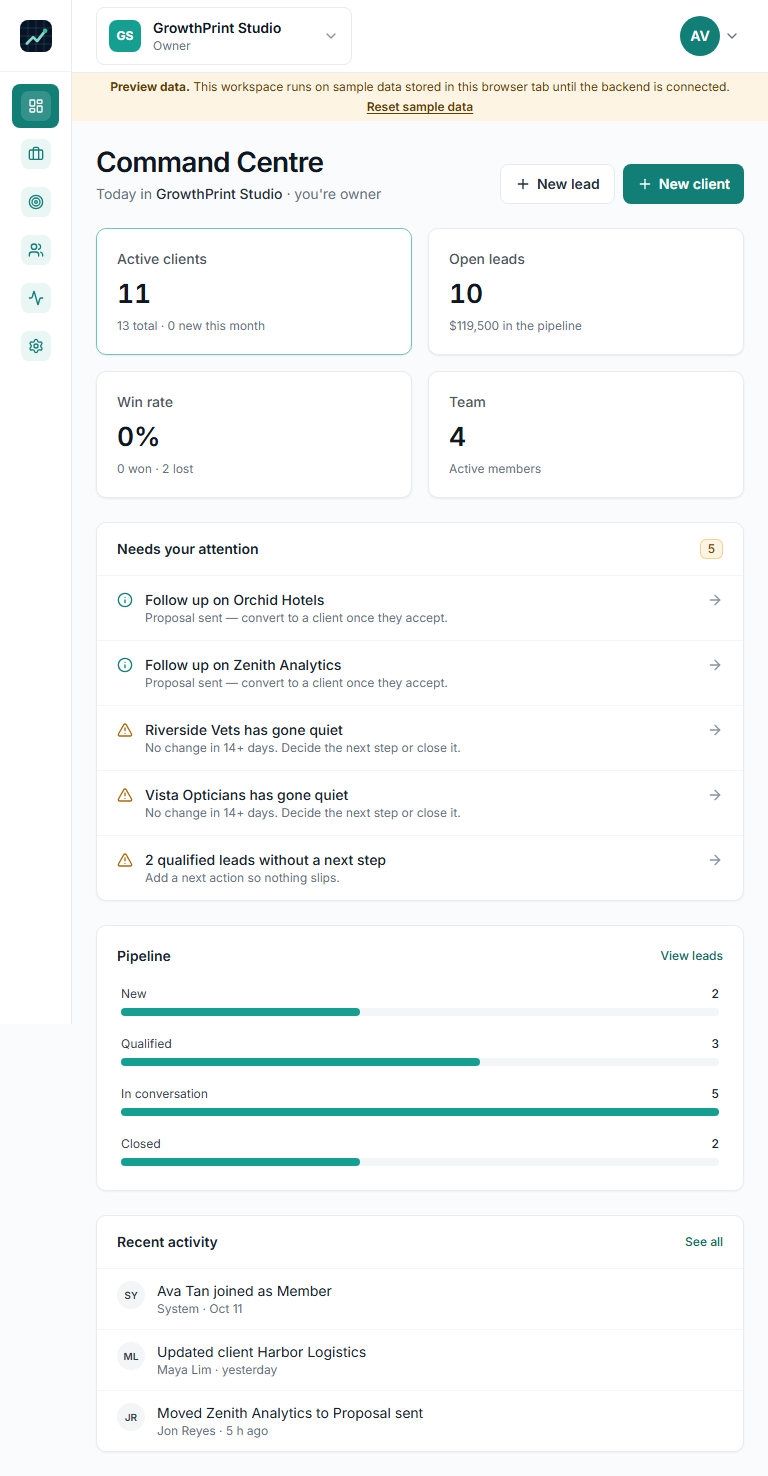 GS
GrowthPrint Studio
Owner
AV
Preview data. This workspace runs on sample data stored in this browser tab until the backend is connected.
Reset sample data
Command Centre
Today in GrowthPrint Studio · you're owner
+ New lead
+ New client
Active clients
11
13 total · 0 new this month
Open leads
10
$119,500 in the pipeline
Win rate
0%
0 won · 2 lost
Team
4
Active members
Needs your attention
5
Follow up on Orchid Hotels
Proposal sent — convert to a client once they accept.
Follow up on Zenith Analytics
Proposal sent — convert to a client once they accept.
Riverside Vets has gone quiet
No change in 14+ days. Decide the next step or close it.
Vista Opticians has gone quiet
No change in 14+ days. Decide the next step or close it.
2 qualified leads without a next step
Add a next action so nothing slips.
Pipeline
View leads
New
2
Qualified
3
In conversation
5
Closed
2
Recent activity
See all
SY
Ava Tan joined as Member
System · Oct 11
ML
Updated client Harbor Logistics
Maya Lim · yesterday
JR
Moved Zenith Analytics to Proposal sent
Jon Reyes · 5 h ago